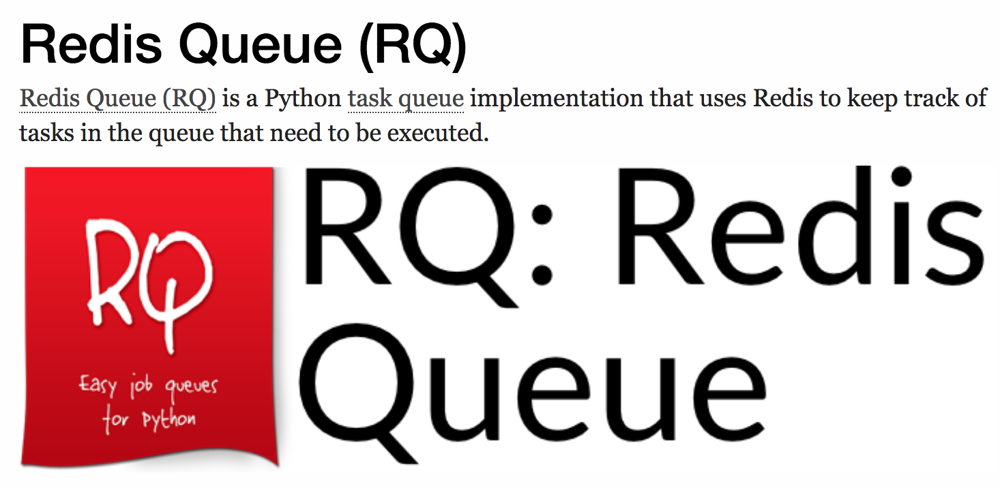 Redis Queue (RQ)
Redis Queue (RQ) is a Python task queue implementation that uses Redis to keep track of
tasks in the queue that need to be executed.
RQ
Easy job queues
for python
RQ: Redis
Queue